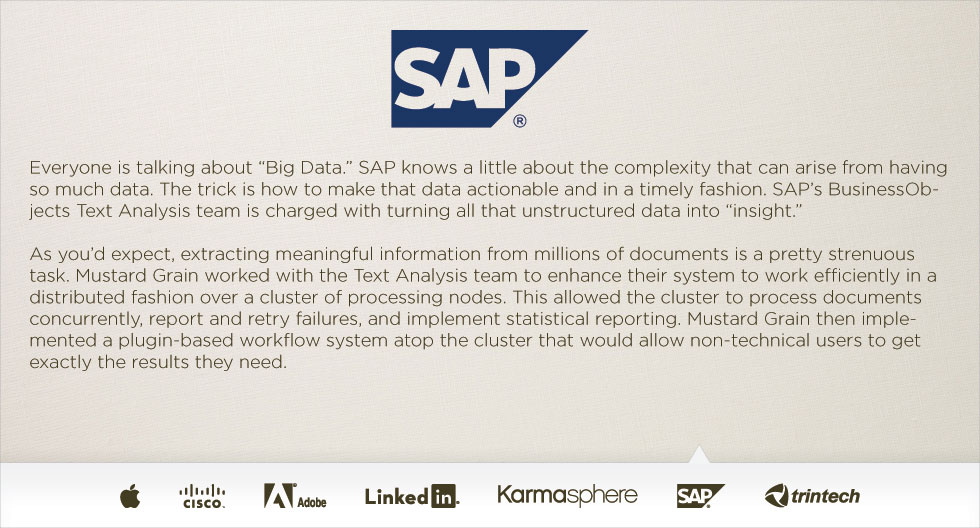 SAP®
Everyone is talking about “Big Data.” SAP knows a little about the complexity that can arise from having
so much data. The trick is how to make that data actionable and in a timely fashion. SAP’s BusinessOb-
jects Text Analysis team is charged with turning all that unstructured data into “insight.”
As you’d expect, extracting meaningful information from millions of documents is a pretty strenuous
task. Mustard Grain worked with the Text Analysis team to enhance their system to work efficiently in a
distributed fashion over a cluster of processing nodes. This allowed the cluster to process documents
concurrently, report and retry failures, and implement statistical reporting. Mustard Grain then imple-
mented a plugin-based workflow system atop the cluster that would allow non-technical users to get
exactly the results they need.
CISCO Adobe Linked in Karmasphere SAP trintech